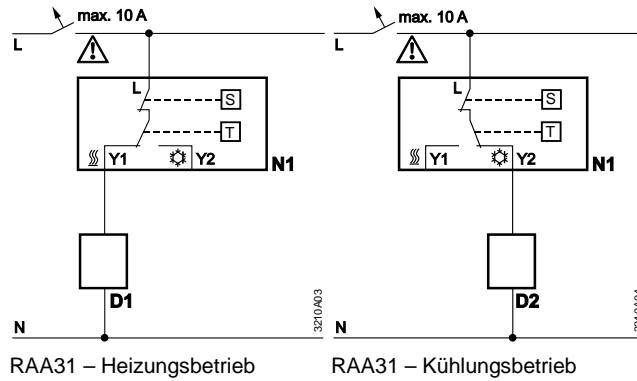 max. 10 A
L
L
S
T
Y1
Y2
N1
D1
N
3210A03
RAA31 – Heizungsbetrieb
max. 10 A
L
L
S
T
Y1
Y2
N1
D2
N
RAA31 – Kühlungsbetrieb